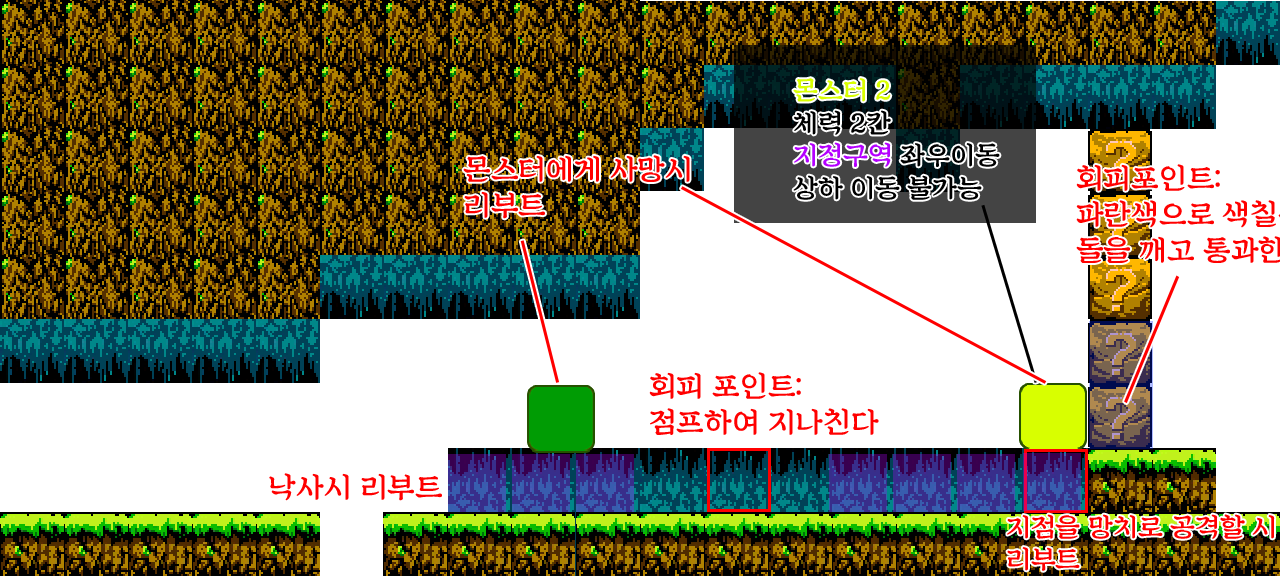 몬스터 2
체력 2칸
지정구역 좌우이동
상하 이동 불가능
몬스터에게 사망시
리부트
회피포인트:
파란색으로 색칠
돌을 깨고 통과한
회피 포인트:
점프하여 지나친다
낙사시 리부트
지점을 망치로 공격할 시
리부트
?
?
?
?
?